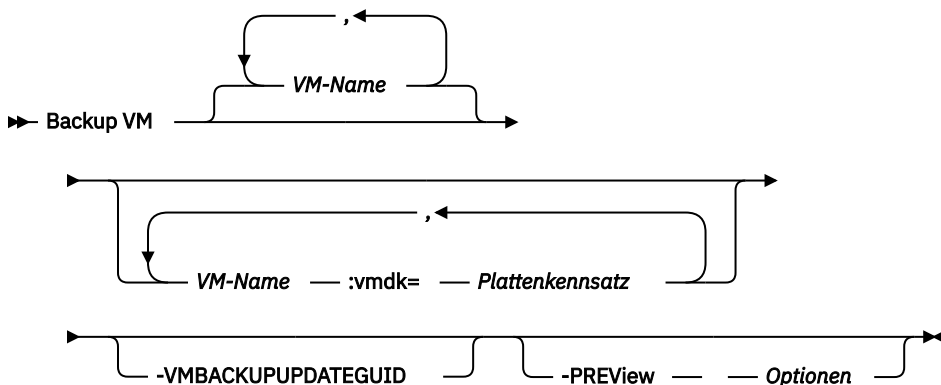 ,
VM-Name
Backup VM
,
VM-Name :vmdk= Plattenkennsatz
-VMBACKUPUPDATEGUID -PREView Optionen